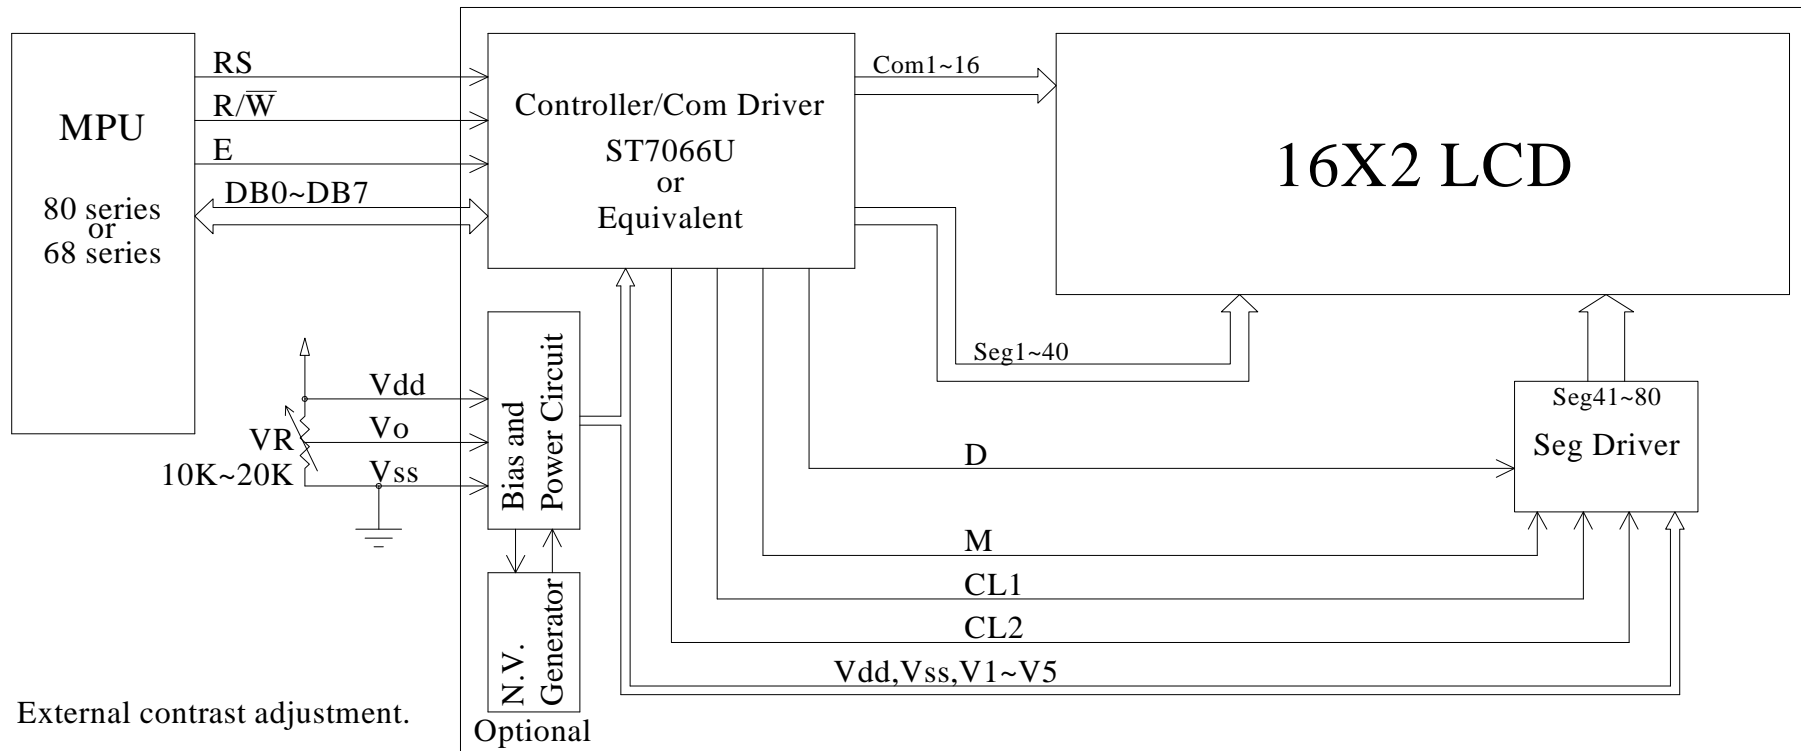 MPU
80 series
or
68 series
RS
R/W̅
E
DB0~DB7
Controller/Com Driver
ST7066U
or
Equivalent
Com1~16
16X2 LCD
Seg1~40
Seg41~80
Seg Driver
Vdd
Vo
Vss
VR
10K~20K
Bias and
Power Circuit
N.V.
Generator
Optional
D
M
CL1
CL2
Vdd,Vss,V1~V5
External contrast adjustment.